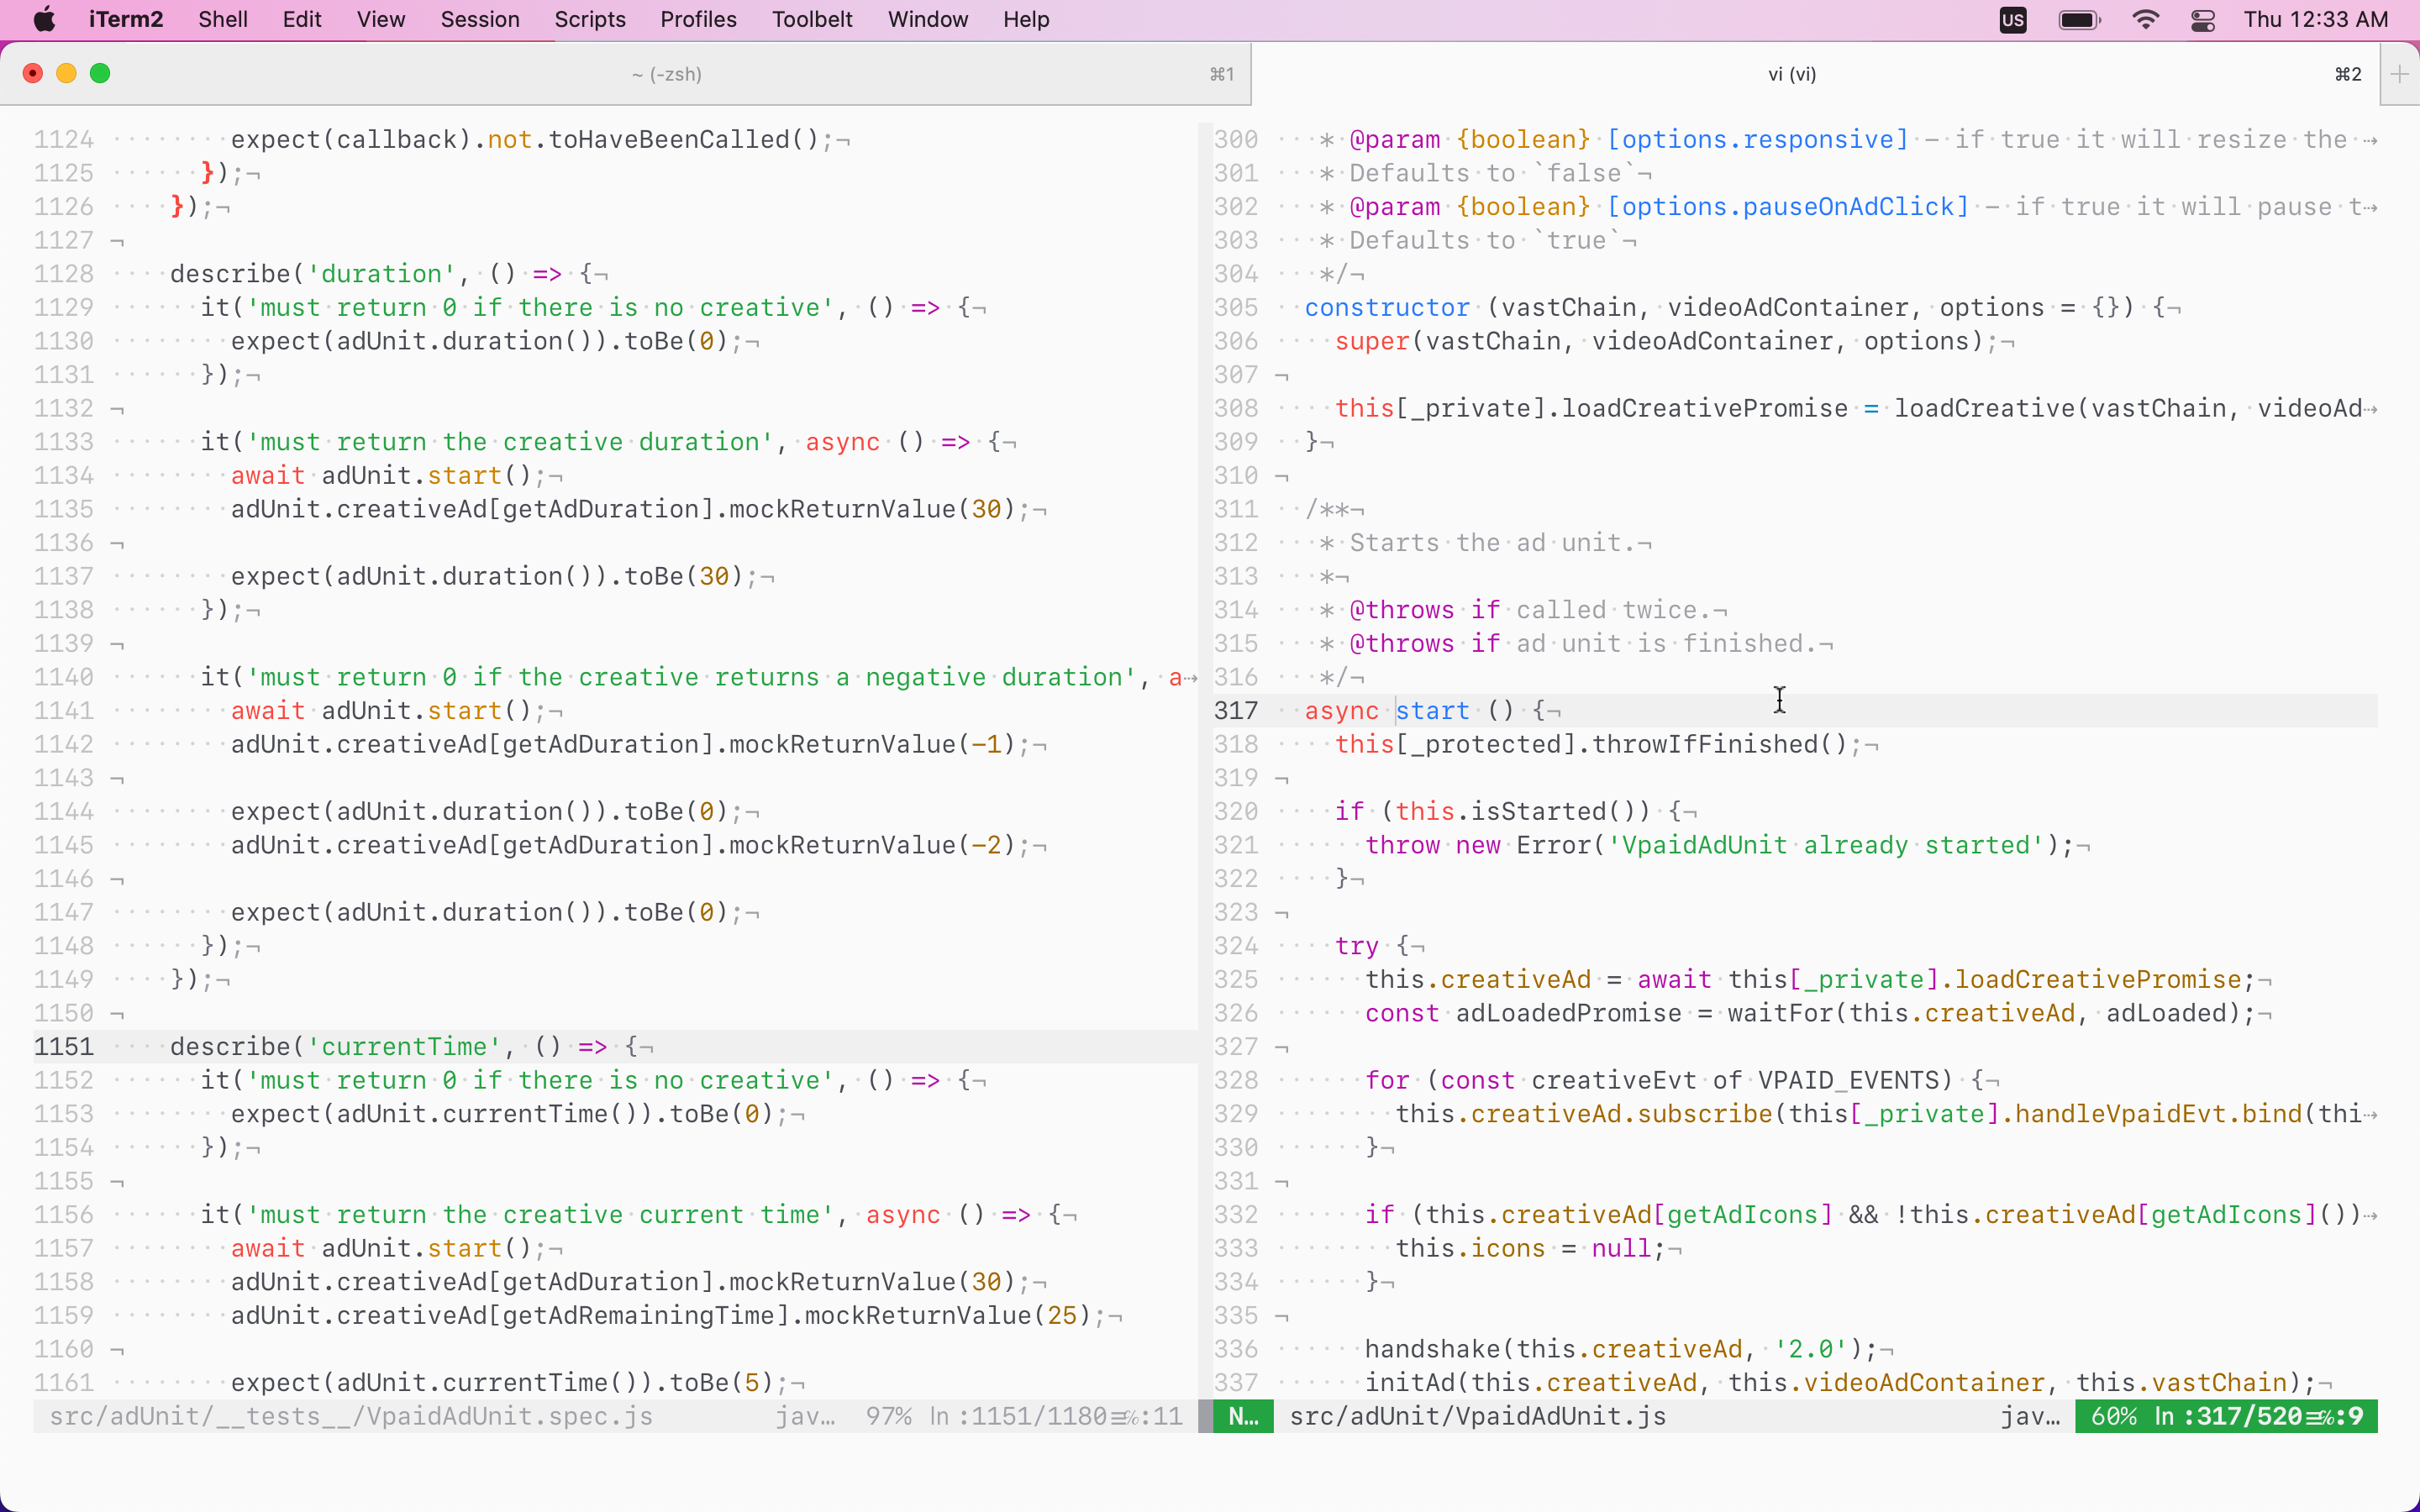 iTerm2 Shell Edit View Session Scripts Profiles Toolbelt Window Help US Thu 12:33 AM
~ (-zsh) ⌘1 vi (vi) ⌘2 +
1124 ········expect(callback).not.toHaveBeenCalled();¬
1125 ······});¬
1126 ····});¬
1127 ¬
1128 ····describe('duration',·()·=>·{¬
1129 ······it('must·return·0·if·there·is·no·creative',·()·=>·{¬
1130 ········expect(adUnit.duration()).toBe(0);¬
1131 ······});¬
1132 ¬
1133 ······it('must·return·the·creative·duration',·async·()·=>·{¬
1134 ········await·adUnit.start();¬
1135 ········adUnit.creativeAd[getAdDuration].mockReturnValue(30);¬
1136 ¬
1137 ········expect(adUnit.duration()).toBe(30);¬
1138 ······});¬
1139 ¬
1140 ······it('must·return·0·if·the·creative·returns·a·negative·duration',·a⇢
1141 ········await·adUnit.start();¬
1142 ········adUnit.creativeAd[getAdDuration].mockReturnValue(-1);¬
1143 ¬
1144 ········expect(adUnit.duration()).toBe(0);¬
1145 ········adUnit.creativeAd[getAdDuration].mockReturnValue(-2);¬
1146 ¬
1147 ········expect(adUnit.duration()).toBe(0);¬
1148 ······});¬
1149 ····});¬
1150 ¬
1151 ····describe('currentTime',·()·=>·{¬
1152 ······it('must·return·0·if·there·is·no·creative',·()·=>·{¬
1153 ········expect(adUnit.currentTime()).toBe(0);¬
1154 ······});¬
1155 ¬
1156 ······it('must·return·the·creative·current·time',·async·()·=>·{¬
1157 ········await·adUnit.start();¬
1158 ········adUnit.creativeAd[getAdDuration].mockReturnValue(30);¬
1159 ········adUnit.creativeAd[getAdRemainingTime].mockReturnValue(25);¬
1160 ¬
1161 ········expect(adUnit.currentTime()).toBe(5);¬
src/adUnit/__tests__/VpaidAdUnit.spec.js jav… 97% ln :1151/1180≡℅:11
300 ···*·@param·{boolean}·[options.responsive]·-·if·true·it·will·resize·the·⇢
301 ···*·Defaults·to·`false`¬
302 ···*·@param·{boolean}·[options.pauseOnAdClick]·-·if·true·it·will·pause·t⇢
303 ···*·Defaults·to·`true`¬
304 ···*/¬
305 ··constructor·(vastChain,·videoAdContainer,·options·=·{})·{¬
306 ····super(vastChain,·videoAdContainer,·options);¬
307 ¬
308 ····this[_private].loadCreativePromise·=·loadCreative(vastChain,·videoAd⇢
309 ··}¬
310 ¬
311 ··/**¬
312 ···*·Starts·the·ad·unit.¬
313 ···*¬
314 ···*·@throws·if·called·twice.¬
315 ···*·@throws·if·ad·unit·is·finished.¬
316 ···*/¬
317 ··async·start·()·{¬
318 ····this[_protected].throwIfFinished();¬
319 ¬
320 ····if·(this.isStarted())·{¬
321 ······throw·new·Error('VpaidAdUnit·already·started');¬
322 ····}¬
323 ¬
324 ····try·{¬
325 ······this.creativeAd·=·await·this[_private].loadCreativePromise;¬
326 ······const·adLoadedPromise·=·waitFor(this.creativeAd,·adLoaded);¬
327 ¬
328 ······for·(const·creativeEvt·of·VPAID_EVENTS)·{¬
329 ········this.creativeAd.subscribe(this[_private].handleVpaidEvt.bind(thi⇢
330 ······}¬
331 ¬
332 ······if·(this.creativeAd[getAdIcons]·&&·!this.creativeAd[getAdIcons]())⇢
333 ········this.icons·=·null;¬
334 ······}¬
335 ¬
336 ······handshake(this.creativeAd,·'2.0');¬
337 ······initAd(this.creativeAd,·this.videoAdContainer,·this.vastChain);¬
N… src/adUnit/VpaidAdUnit.js jav… 60% ln :317/520≡℅:9